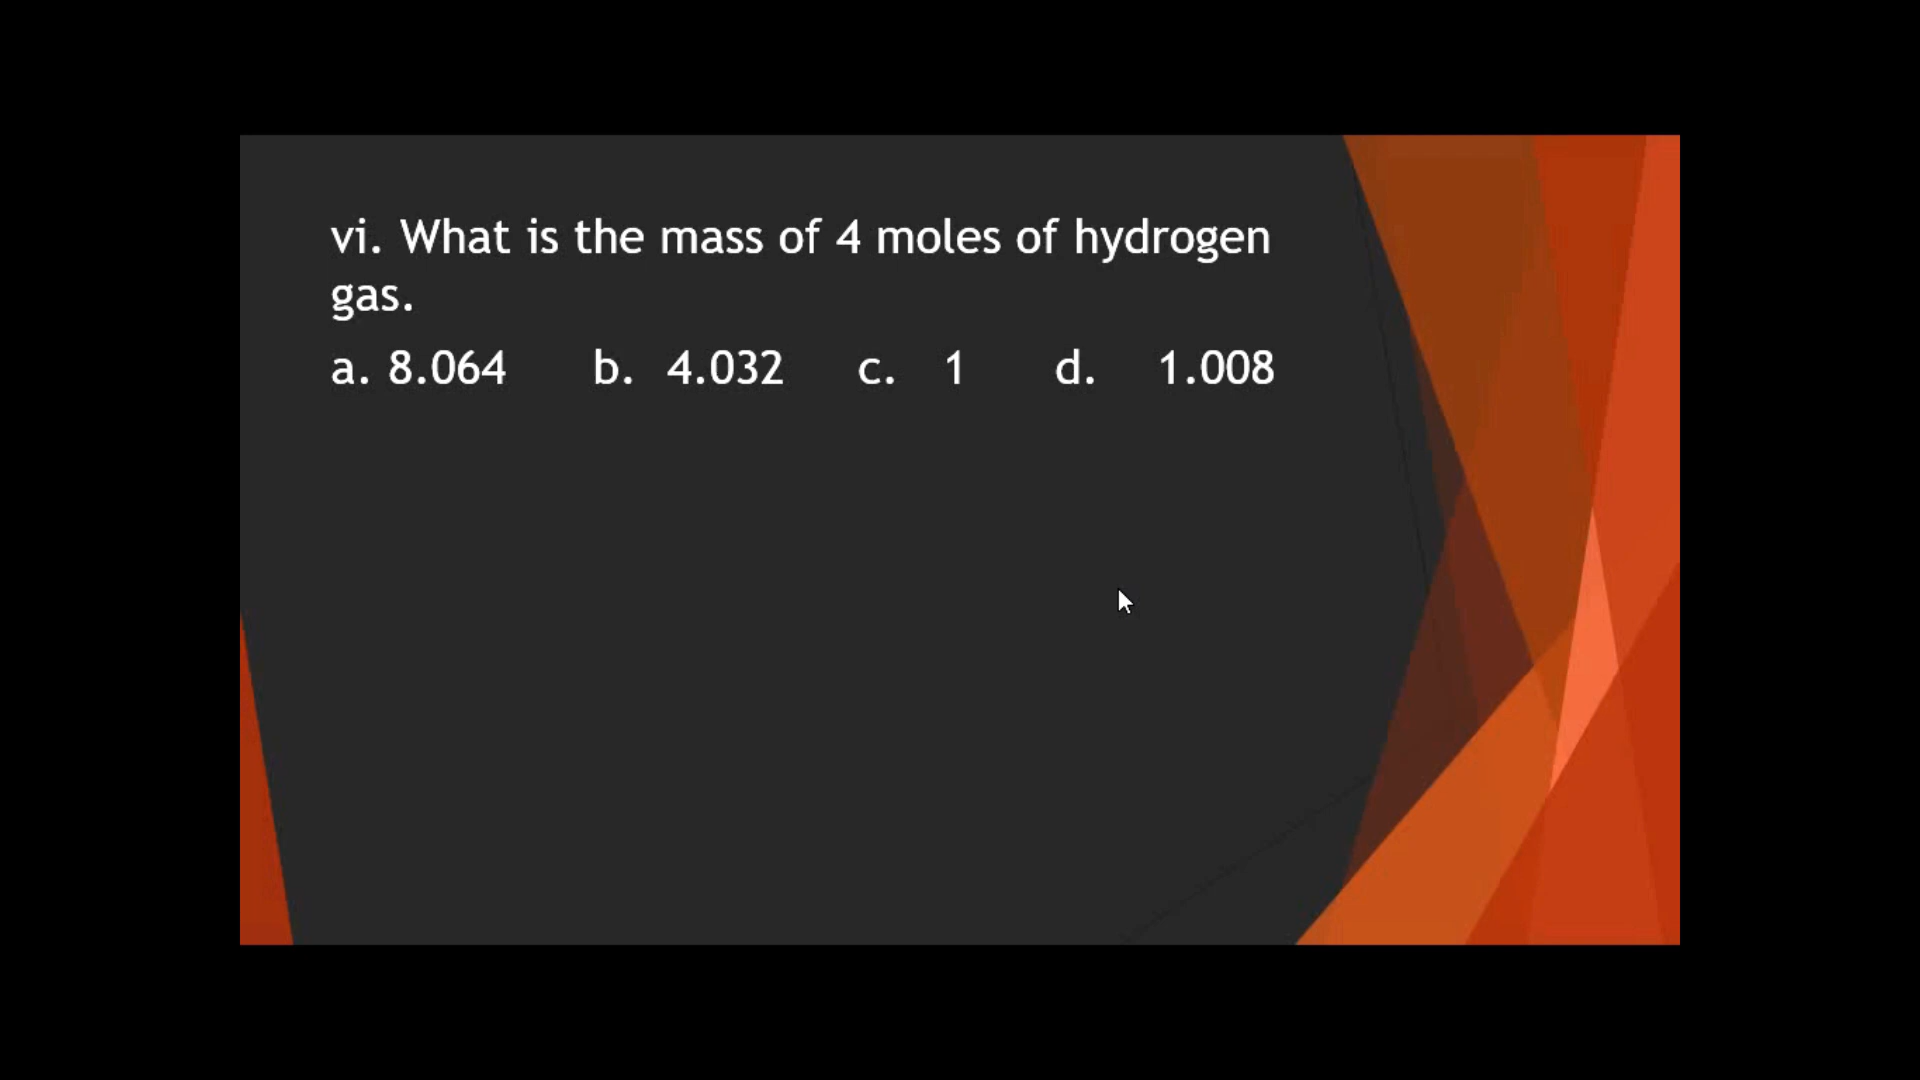 vi. What is the mass of 4 moles of hydrogen
gas.
a. 8.064 b. 4.032 c. 1 d. 1.008